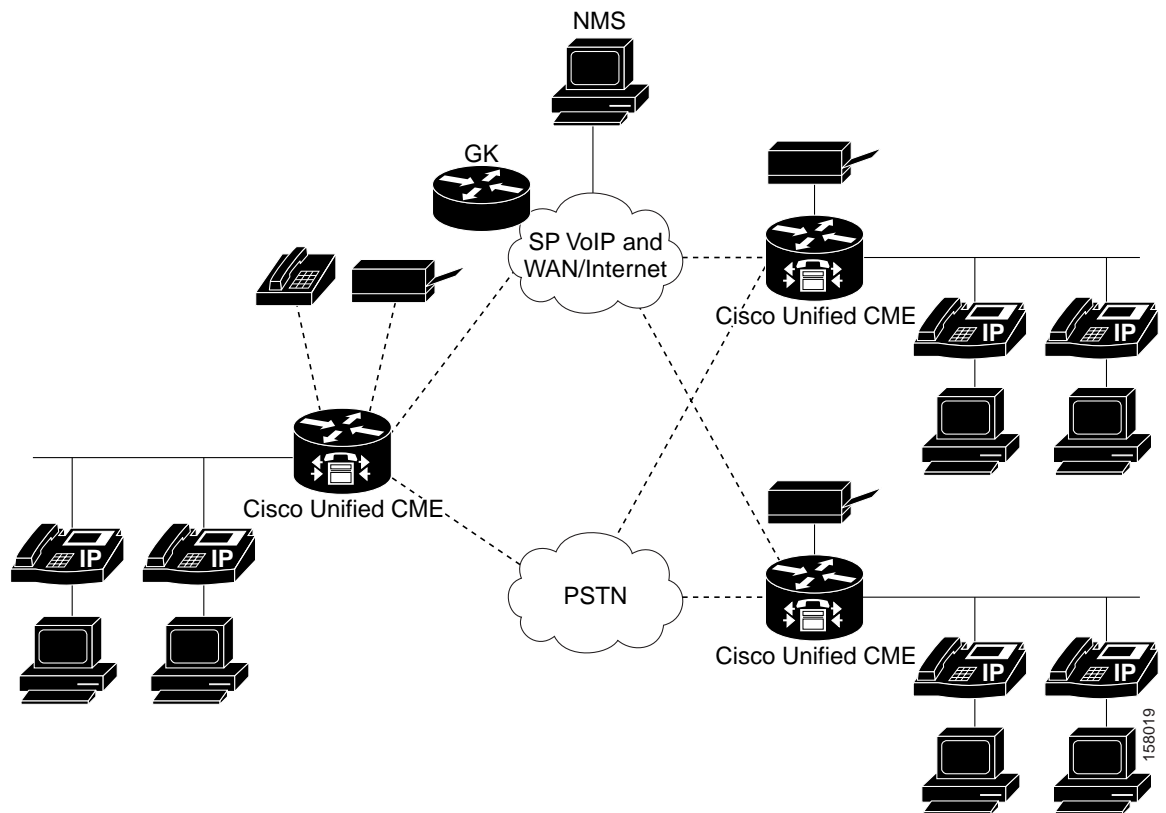 NMS
GK
SP VoIP and
WAN/Internet
Cisco Unified CME
IP
IP
Cisco Unified CME
IP
IP
PSTN
Cisco Unified CME
IP
IP
158019